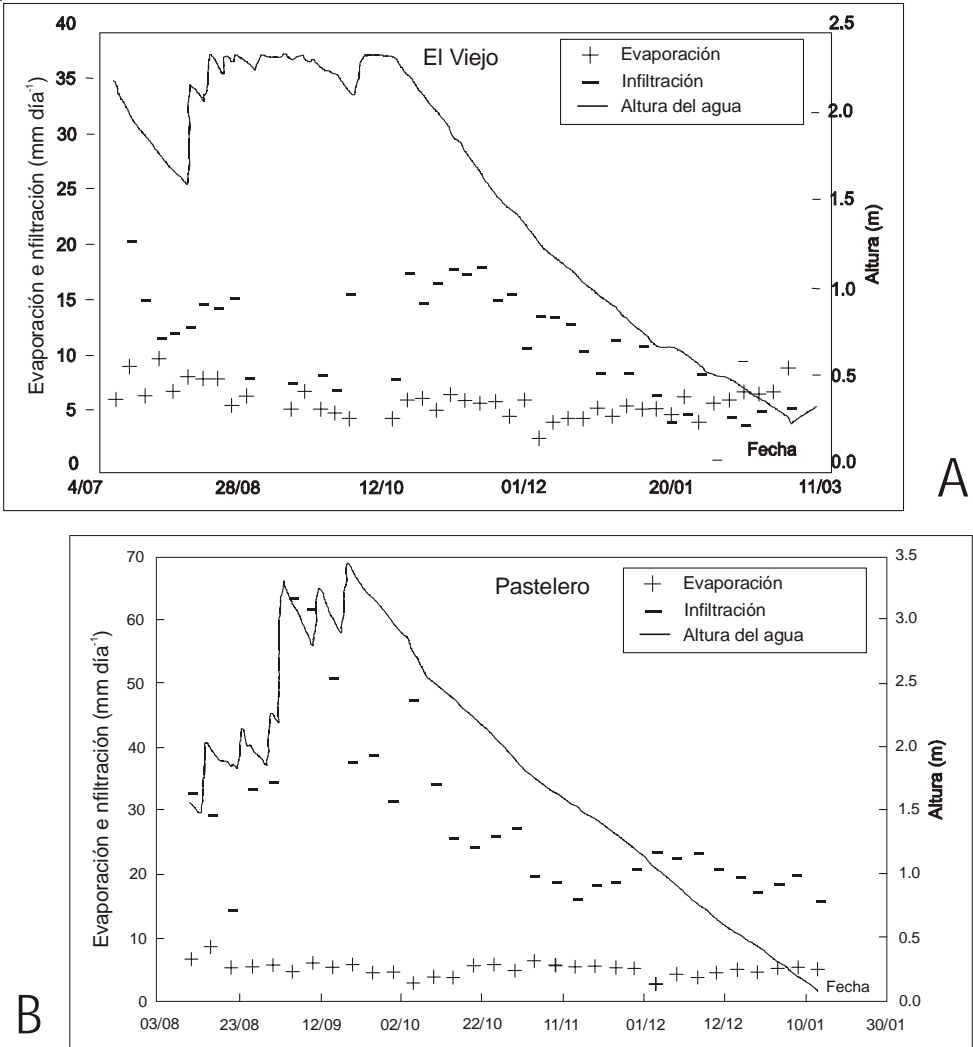 40
35
30
25
20
15
10
5
0
Evaporación e nfiltración (mm día-1)
El Viejo
Evaporación
Infiltración
Altura del agua
2.5
2.0
1.5
1.0
0.5
0.0
Altura (m)
Fecha
4/07 28/08 12/10 01/12 20/01 11/03
A
70
60
50
40
30
20
10
0
Evaporación e nfiltración (mm día-1)
Pastelero
Evaporación
Infiltración
Altura del agua
3.5
3.0
2.5
2.0
1.5
1.0
0.5
0.0
Altura (m)
Fecha
03/08 23/08 12/09 02/10 22/10 11/11 01/12 12/12 10/01 30/01
B